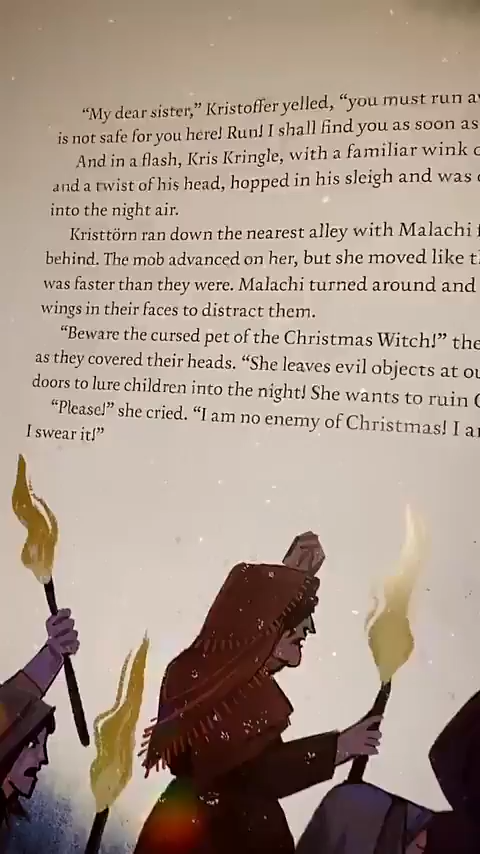 “My dear sister,” Kristoffer yelled, “you must run
is not safe for you here! Run! I shall find you as soon as
And in a flash, Kris Kringle, with a familiar wink
and a twist of his head, hopped in his sleigh and was
into the night air.
Kristtörn ran down the nearest alley with Malachi
behind. The mob advanced on her, but she moved like
was faster than they were. Malachi turned around and
wings in their faces to distract them.
“Beware the cursed pet of the Christmas Witch!” the
as they covered their heads. “She leaves evil objects at
doors to lure children into the night! She wants to ruin
“Please!” she cried. “I am no enemy of Christmas! I
I swear it!”